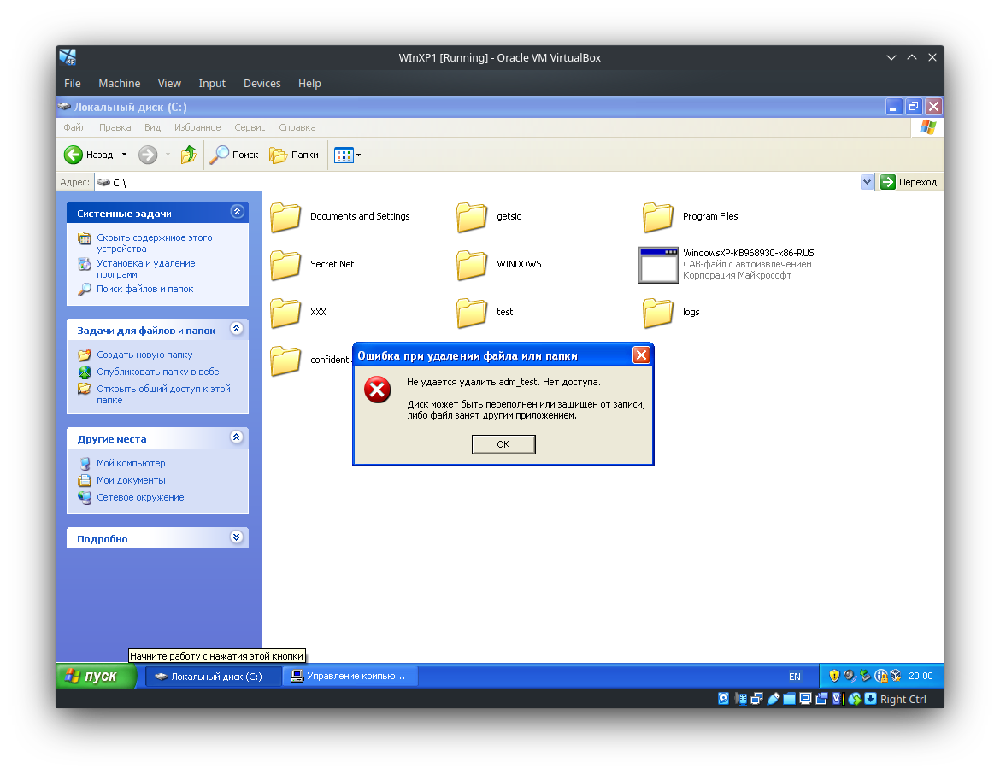 WInXP1 [Running] - Oracle VM VirtualBox
File Machine View Input Devices Help
Локальный диск (C:)
Файл Правка Вид Избранное Сервис Справка
Назад Поиск Папки
Адрес: C:\ Переход
Системные задачи
Скрыть содержимое этого
устройства
Установка и удаление
программ
Поиск файлов и папок
Задачи для файлов и папок
Создать новую папку
Опубликовать папку в вебе
Открыть общий доступ к этой
папке
Другие места
Мой компьютер
Мои документы
Сетевое окружение
Подробно
Documents and Settings
getsid
Program Files
Secret Net
WINDOWS
WindowsXP-KB968930-x86-RUS
CAB-файл с автоизвлечением
Корпорация Майкрософт
XXX
test
logs
confidentia
Ошибка при удалении файла или папки
Не удается удалить adm_test. Нет доступа.
Диск может быть переполнен или защищен от записи,
либо файл занят другим приложением.
OK
Начните работу с нажатия этой кнопки
пуск Локальный диск (C:) Управление компью... EN 20:00
Right Ctrl